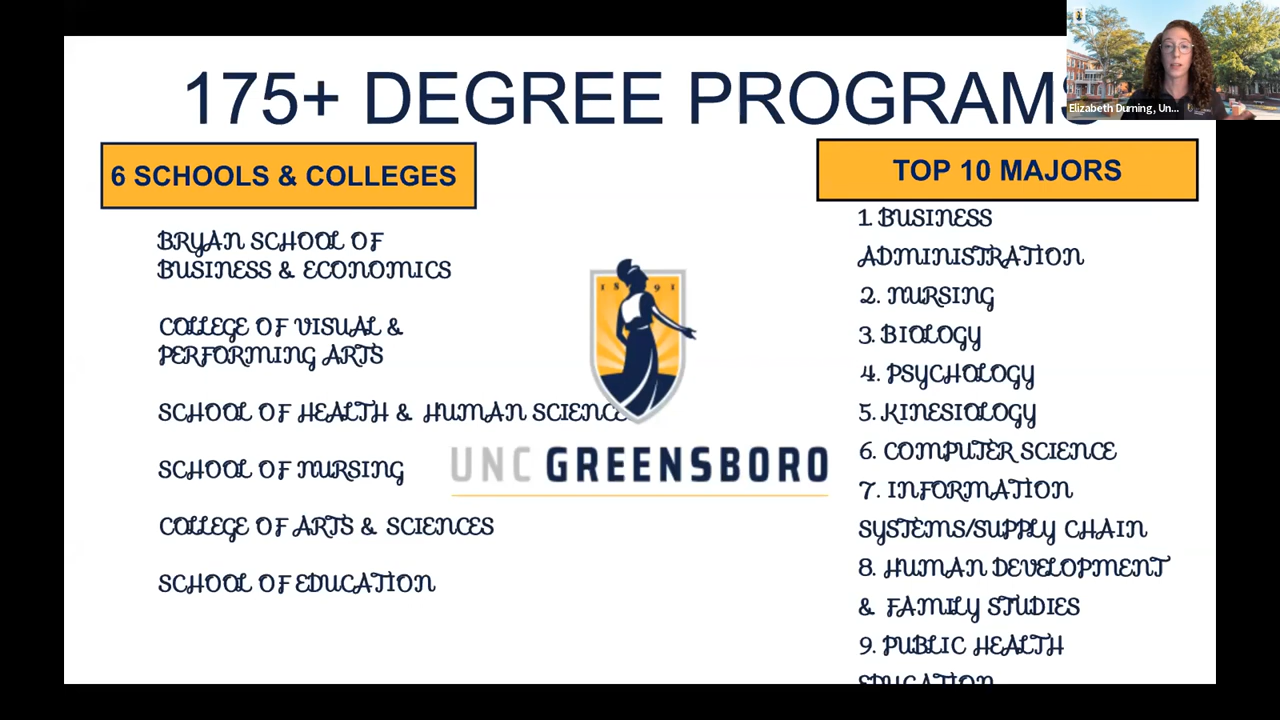 175+ DEGREE PROGRAMS
Elizabeth Durning, Un...
6 SCHOOLS & COLLEGES
BRYAN SCHOOL OF
BUSINESS & ECONOMICS
COLLEGE OF VISUAL &
PERFORMING ARTS
SCHOOL OF HEALTH & HUMAN SCIENCE
SCHOOL OF NURSING
COLLEGE OF ARTS & SCIENCES
SCHOOL OF EDUCATION
1891
UNC GREENSBORO
TOP 10 MAJORS
1. BUSINESS
ADMINISTRATION
2. NURSING
3. BIOLOGY
4. PSYCHOLOGY
5. KINESIOLOGY
6. COMPUTER SCIENCE
7. INFORMATION
SYSTEMS/SUPPLY CHAIN
8. HUMAN DEVELOPMENT
& FAMILY STUDIES
9. PUBLIC HEALTH
EDUCATION